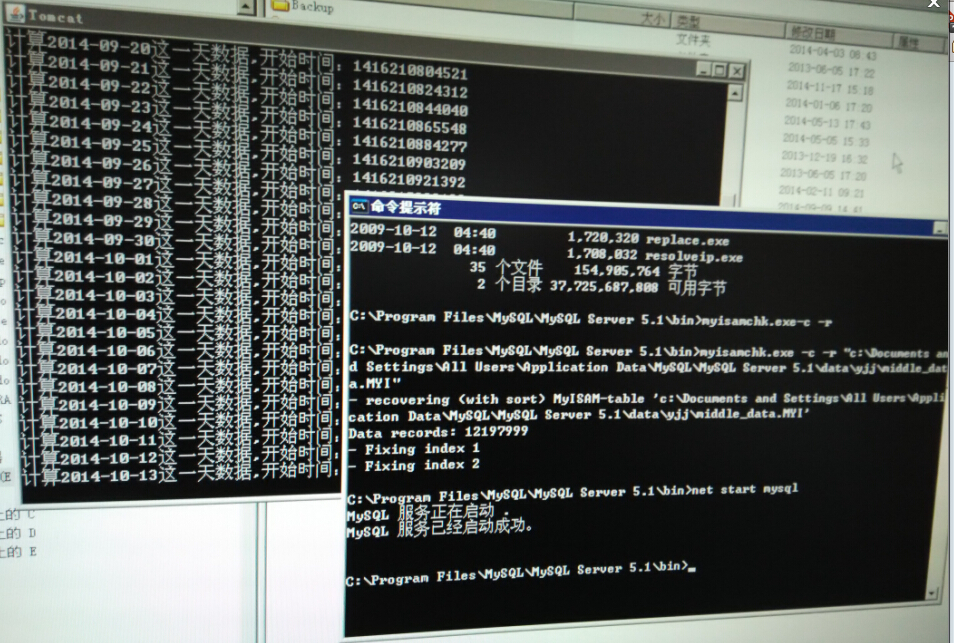 Backup
Tomcat
大小
类型
修改日期
属性
文件夹
2014-04-03 08:43
2013-06-05 17:22
2014-11-17 15:18
2014-01-06 17:20
2014-05-13 17:43
2014-05-05 15:33
2013-12-19 16:32
2013-06-05 17:20
2014-02-11 09:21
计算2014-09-20这一天数据,开始时间: 1416210804521
计算2014-09-21这一天数据,开始时间: 1416210824312
计算2014-09-22这一天数据,开始时间: 1416210844040
计算2014-09-23这一天数据,开始时间: 1416210865548
计算2014-09-24这一天数据,开始时间: 1416210884277
计算2014-09-25这一天数据,开始时间: 1416210903209
计算2014-09-26这一天数据,开始时间: 1416210921392
计算2014-09-27这一天数据,开始时间:
计算2014-09-28这一天数据,开始时间:
计算2014-09-29这一天数据,开始时间:
计算2014-09-30这一天数据,开始时间:
计算2014-10-01这一天数据,开始时间:
计算2014-10-02这一天数据,开始时间:
计算2014-10-03这一天数据,开始时间:
计算2014-10-04这一天数据,开始时间:
计算2014-10-05这一天数据,开始时间:
计算2014-10-06这一天数据,开始时间:
计算2014-10-07这一天数据,开始时间:
计算2014-10-08这一天数据,开始时间:
计算2014-10-09这一天数据,开始时间:
计算2014-10-10这一天数据,开始时间:
计算2014-10-11这一天数据,开始时间:
计算2014-10-12这一天数据,开始时间:
计算2014-10-13这一天数据,开始时间:
命令提示符
2009-10-12 04:40 1,720,320 replace.exe
2009-10-12 04:40 1,708,032 resolveip.exe
35 个文件 154,905,764 字节
2 个目录 37,725,687,808 可用字节
C:\Program Files\MySQL\MySQL Server 5.1\bin>myisamchk.exe-c -r
C:\Program Files\MySQL\MySQL Server 5.1\bin>myisamchk.exe -c -r "c:\Documents an
d Settings\All Users\Application Data\MySQL\MySQL Server 5.1\data\yjj\middle_dat
a.MYI"
- recovering (with sort) MyISAM-table 'c:\Documents and Settings\All Users\Appli
cation Data\MySQL\MySQL Server 5.1\data\yjj\middle_data.MYI'
Data records: 12197999
- Fixing index 1
- Fixing index 2
C:\Program Files\MySQL\MySQL Server 5.1\bin>net start mysql
MySQL 服务正在启动 .
MySQL 服务已经启动成功。
C:\Program Files\MySQL\MySQL Server 5.1\bin>
上的 C
上的 D
上的 E